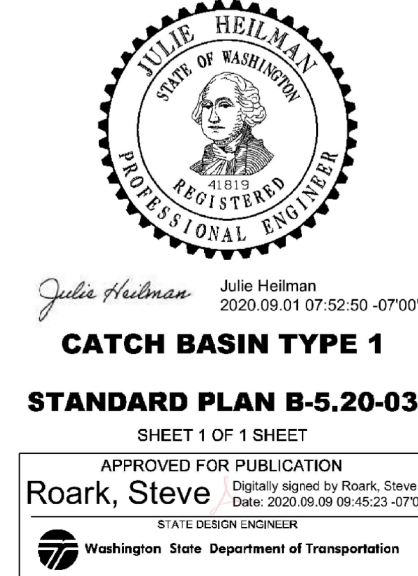 JULIE HEILMAN
STATE OF WASHINGTON
41819
REGISTERED
PROFESSIONAL ENGINEER
Julie Heilman
Julie Heilman
2020.09.01 07:52:50 -07'00'
CATCH BASIN TYPE 1
STANDARD PLAN B-5.20-03
SHEET 1 OF 1 SHEET
APPROVED FOR PUBLICATION
Roark, Steve
Digitally signed by Roark, Steve
Date: 2020.09.09 09:45:23 -07'0
STATE DESIGN ENGINEER
Washington State Department of Transportation